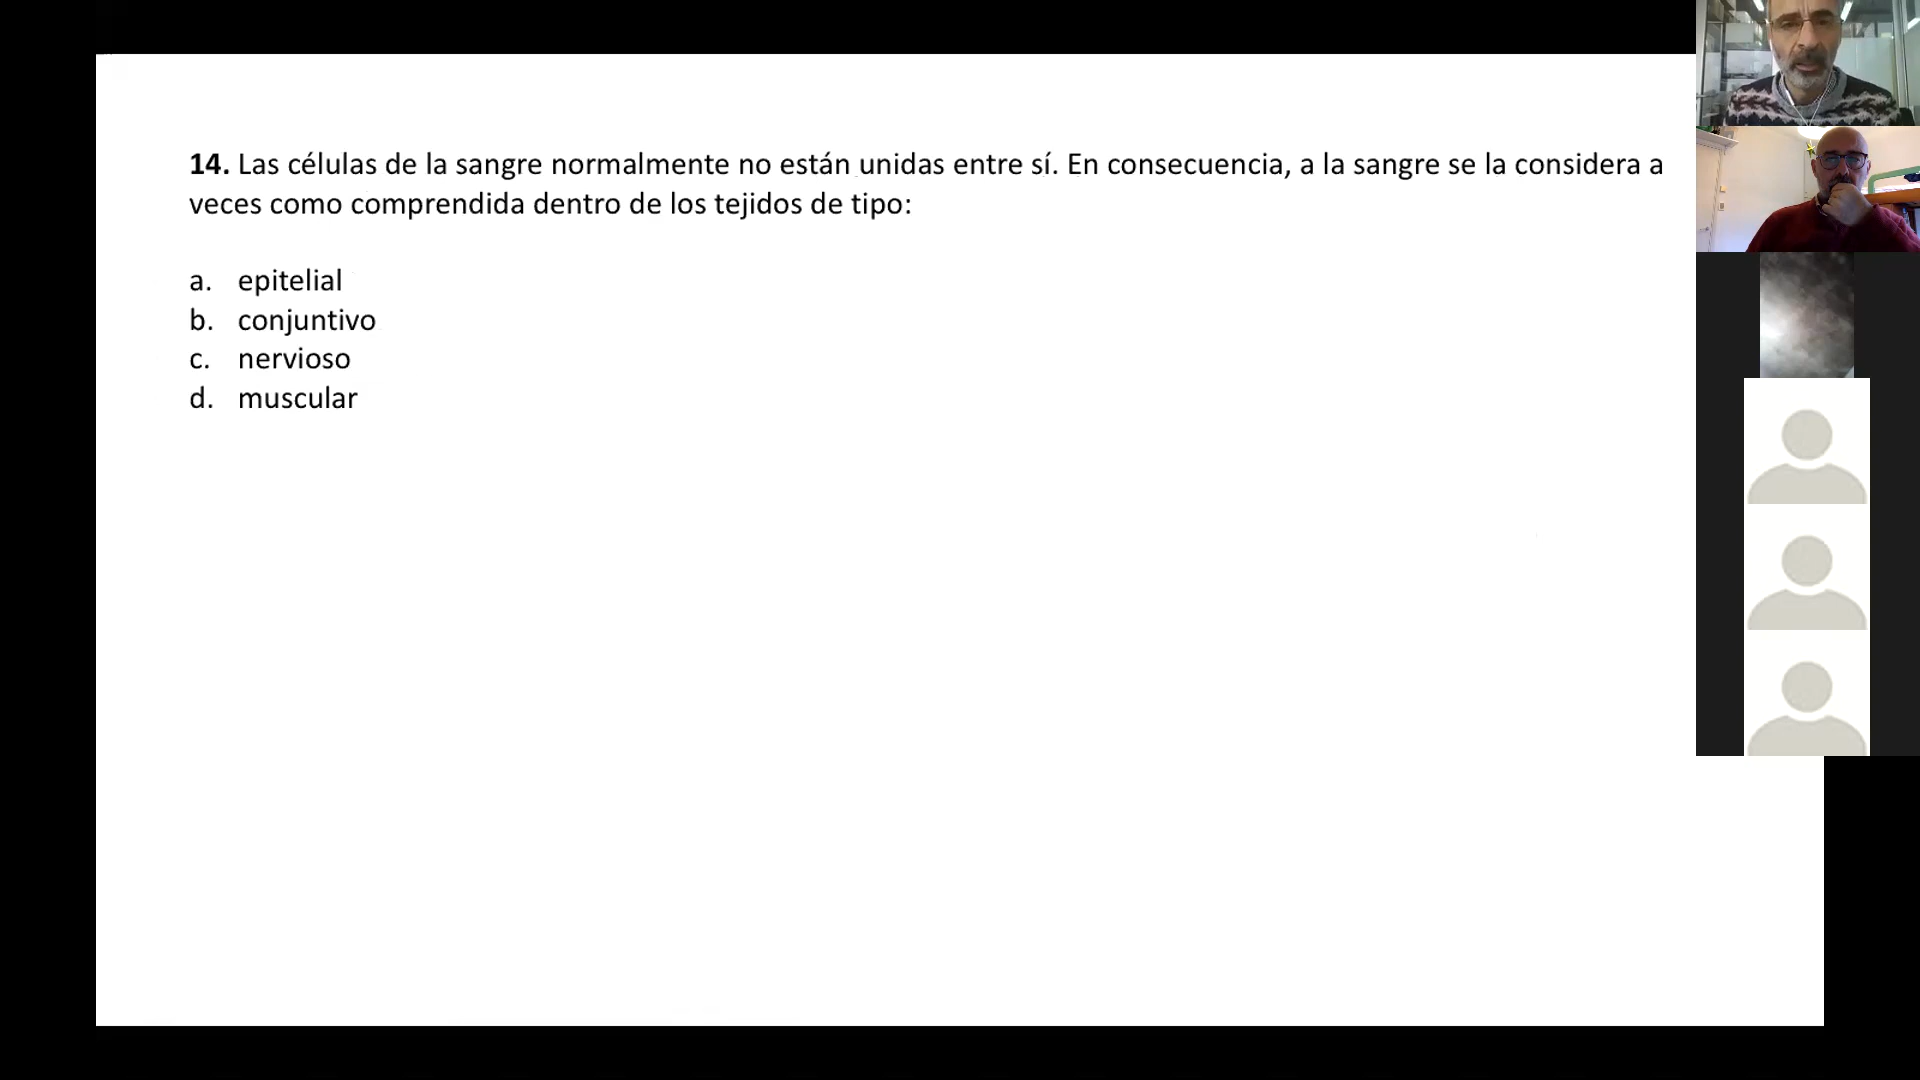 14. Las células de la sangre normalmente no están unidas entre sí. En consecuencia, a la sangre se la considera a
veces como comprendida dentro de los tejidos de tipo:
a. epitelial
b. conjuntivo
c. nervioso
d. muscular